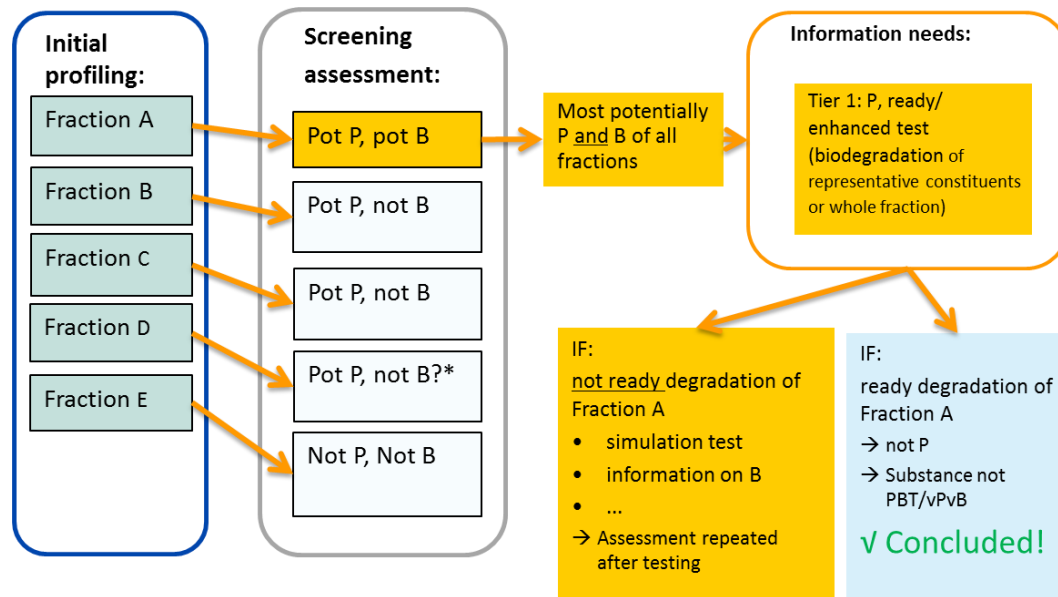 Initial
profiling:
Fraction A
Fraction B
Fraction C
Fraction D
Fraction E
Screening
assessment:
Pot P, pot B
Pot P, not B
Pot P, not B
Pot P, not B?*
Not P, Not B
Most potentially
P and B of all
fractions
Information needs:
Tier 1: P, ready/
enhanced test
(biodegradation of
representative constituents
or whole fraction)
IF:
not ready degradation of
Fraction A
• simulation test
• information on B
• ...
→ Assessment repeated
after testing
IF:
ready degradation of
Fraction A
→ not P
→ Substance not
PBT/vPvB
√ Concluded!